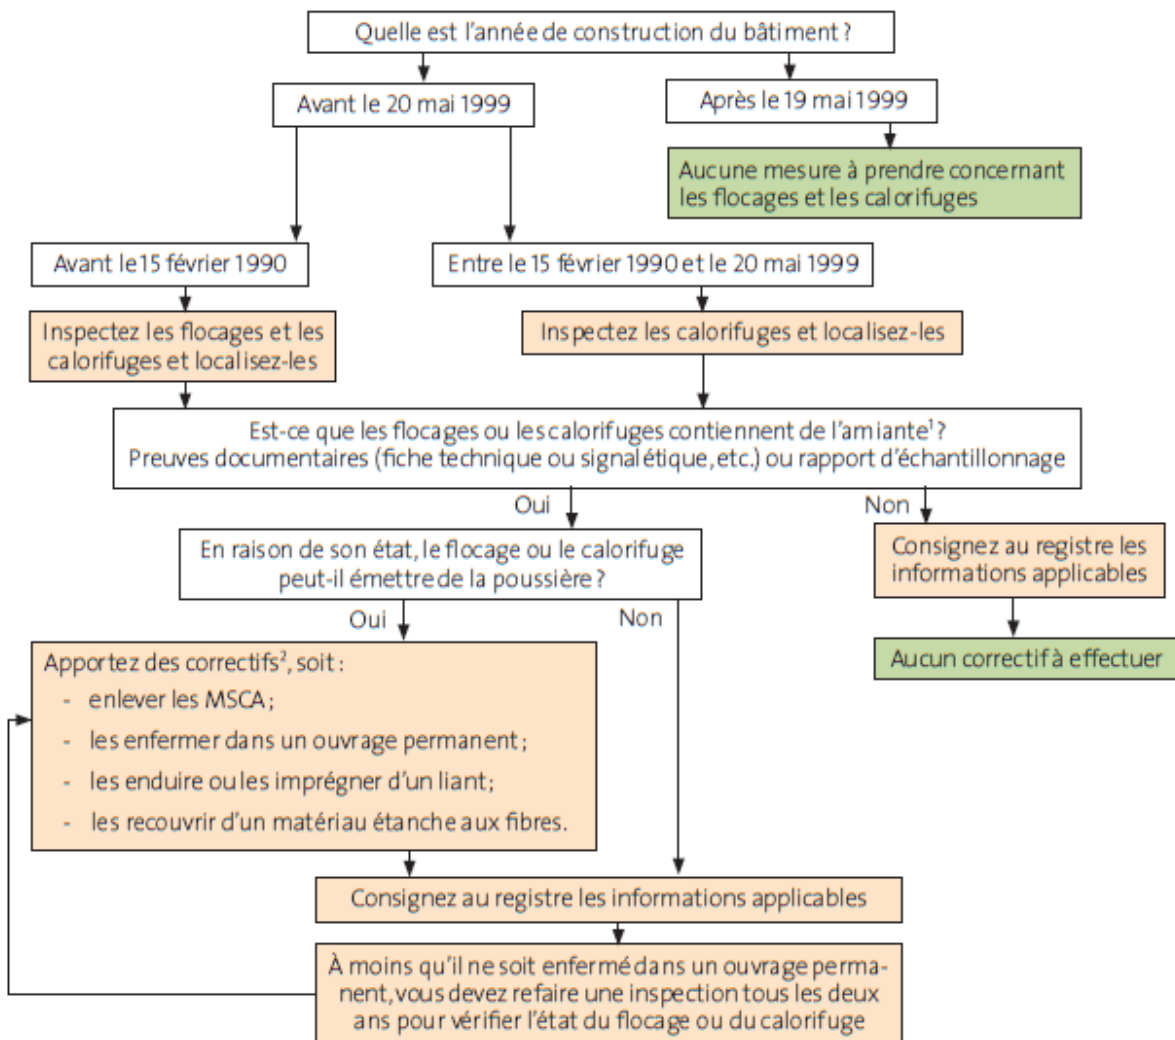 Quelle est l'année de construction du bâtiment ?
Avant le 20 mai 1999
Après le 19 mai 1999
Aucune mesure à prendre concernant
les flocages et les calorifuges
Avant le 15 février 1990
Entre le 15 février 1990 et le 20 mai 1999
Inspectez les flocages et les
calorifuges et localisez-les
Inspectez les calorifuges et localisez-les
Est-ce que les flocages ou les calorifuges contiennent de l'amiante¹ ?
Preuves documentaires (fiche technique ou signalétique, etc.) ou rapport d'échantillonnage
Oui
Non
En raison de son état, le flocage ou le calorifuge
peut-il émettre de la poussière ?
Consignez au registre les
informations applicables
Oui
Non
Aucun correctif à effectuer
Apportez des correctifs², soit :
- enlever les MSCA ;
- les enfermer dans un ouvrage permanent ;
- les enduire ou les imprégner d'un liant ;
- les recouvrir d'un matériau étanche aux fibres.
Consignez au registre les informations applicables
À moins qu'il ne soit enfermé dans un ouvrage perma-
nent, vous devez refaire une inspection tous les deux
ans pour vérifier l'état du flocage ou du calorifuge